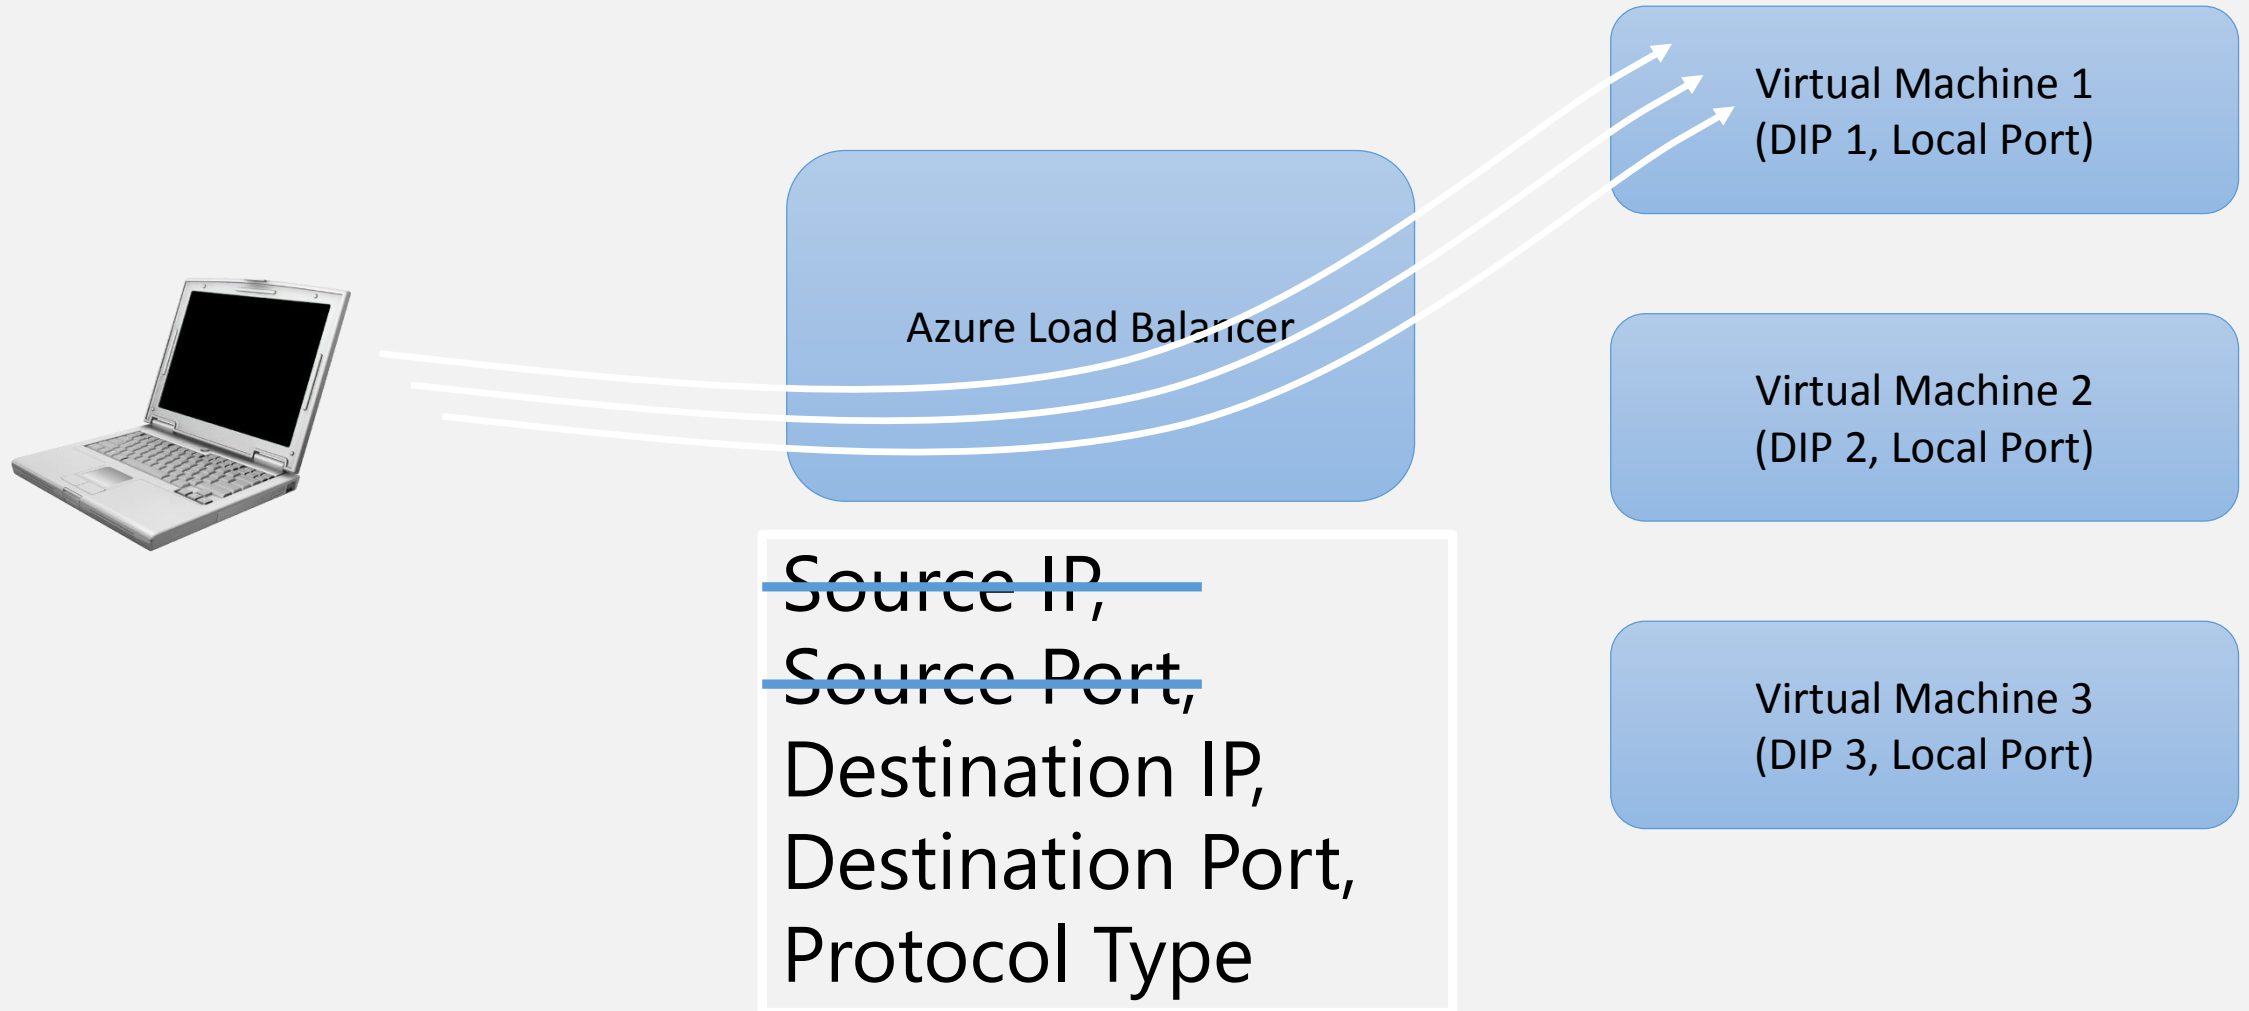 Virtual Machine 1
(DIP 1, Local Port)
Azure Load Balancer
Virtual Machine 2
(DIP 2, Local Port)
Source IP,
Source Port,
Destination IP,
Destination Port,
Protocol Type
Virtual Machine 3
(DIP 3, Local Port)